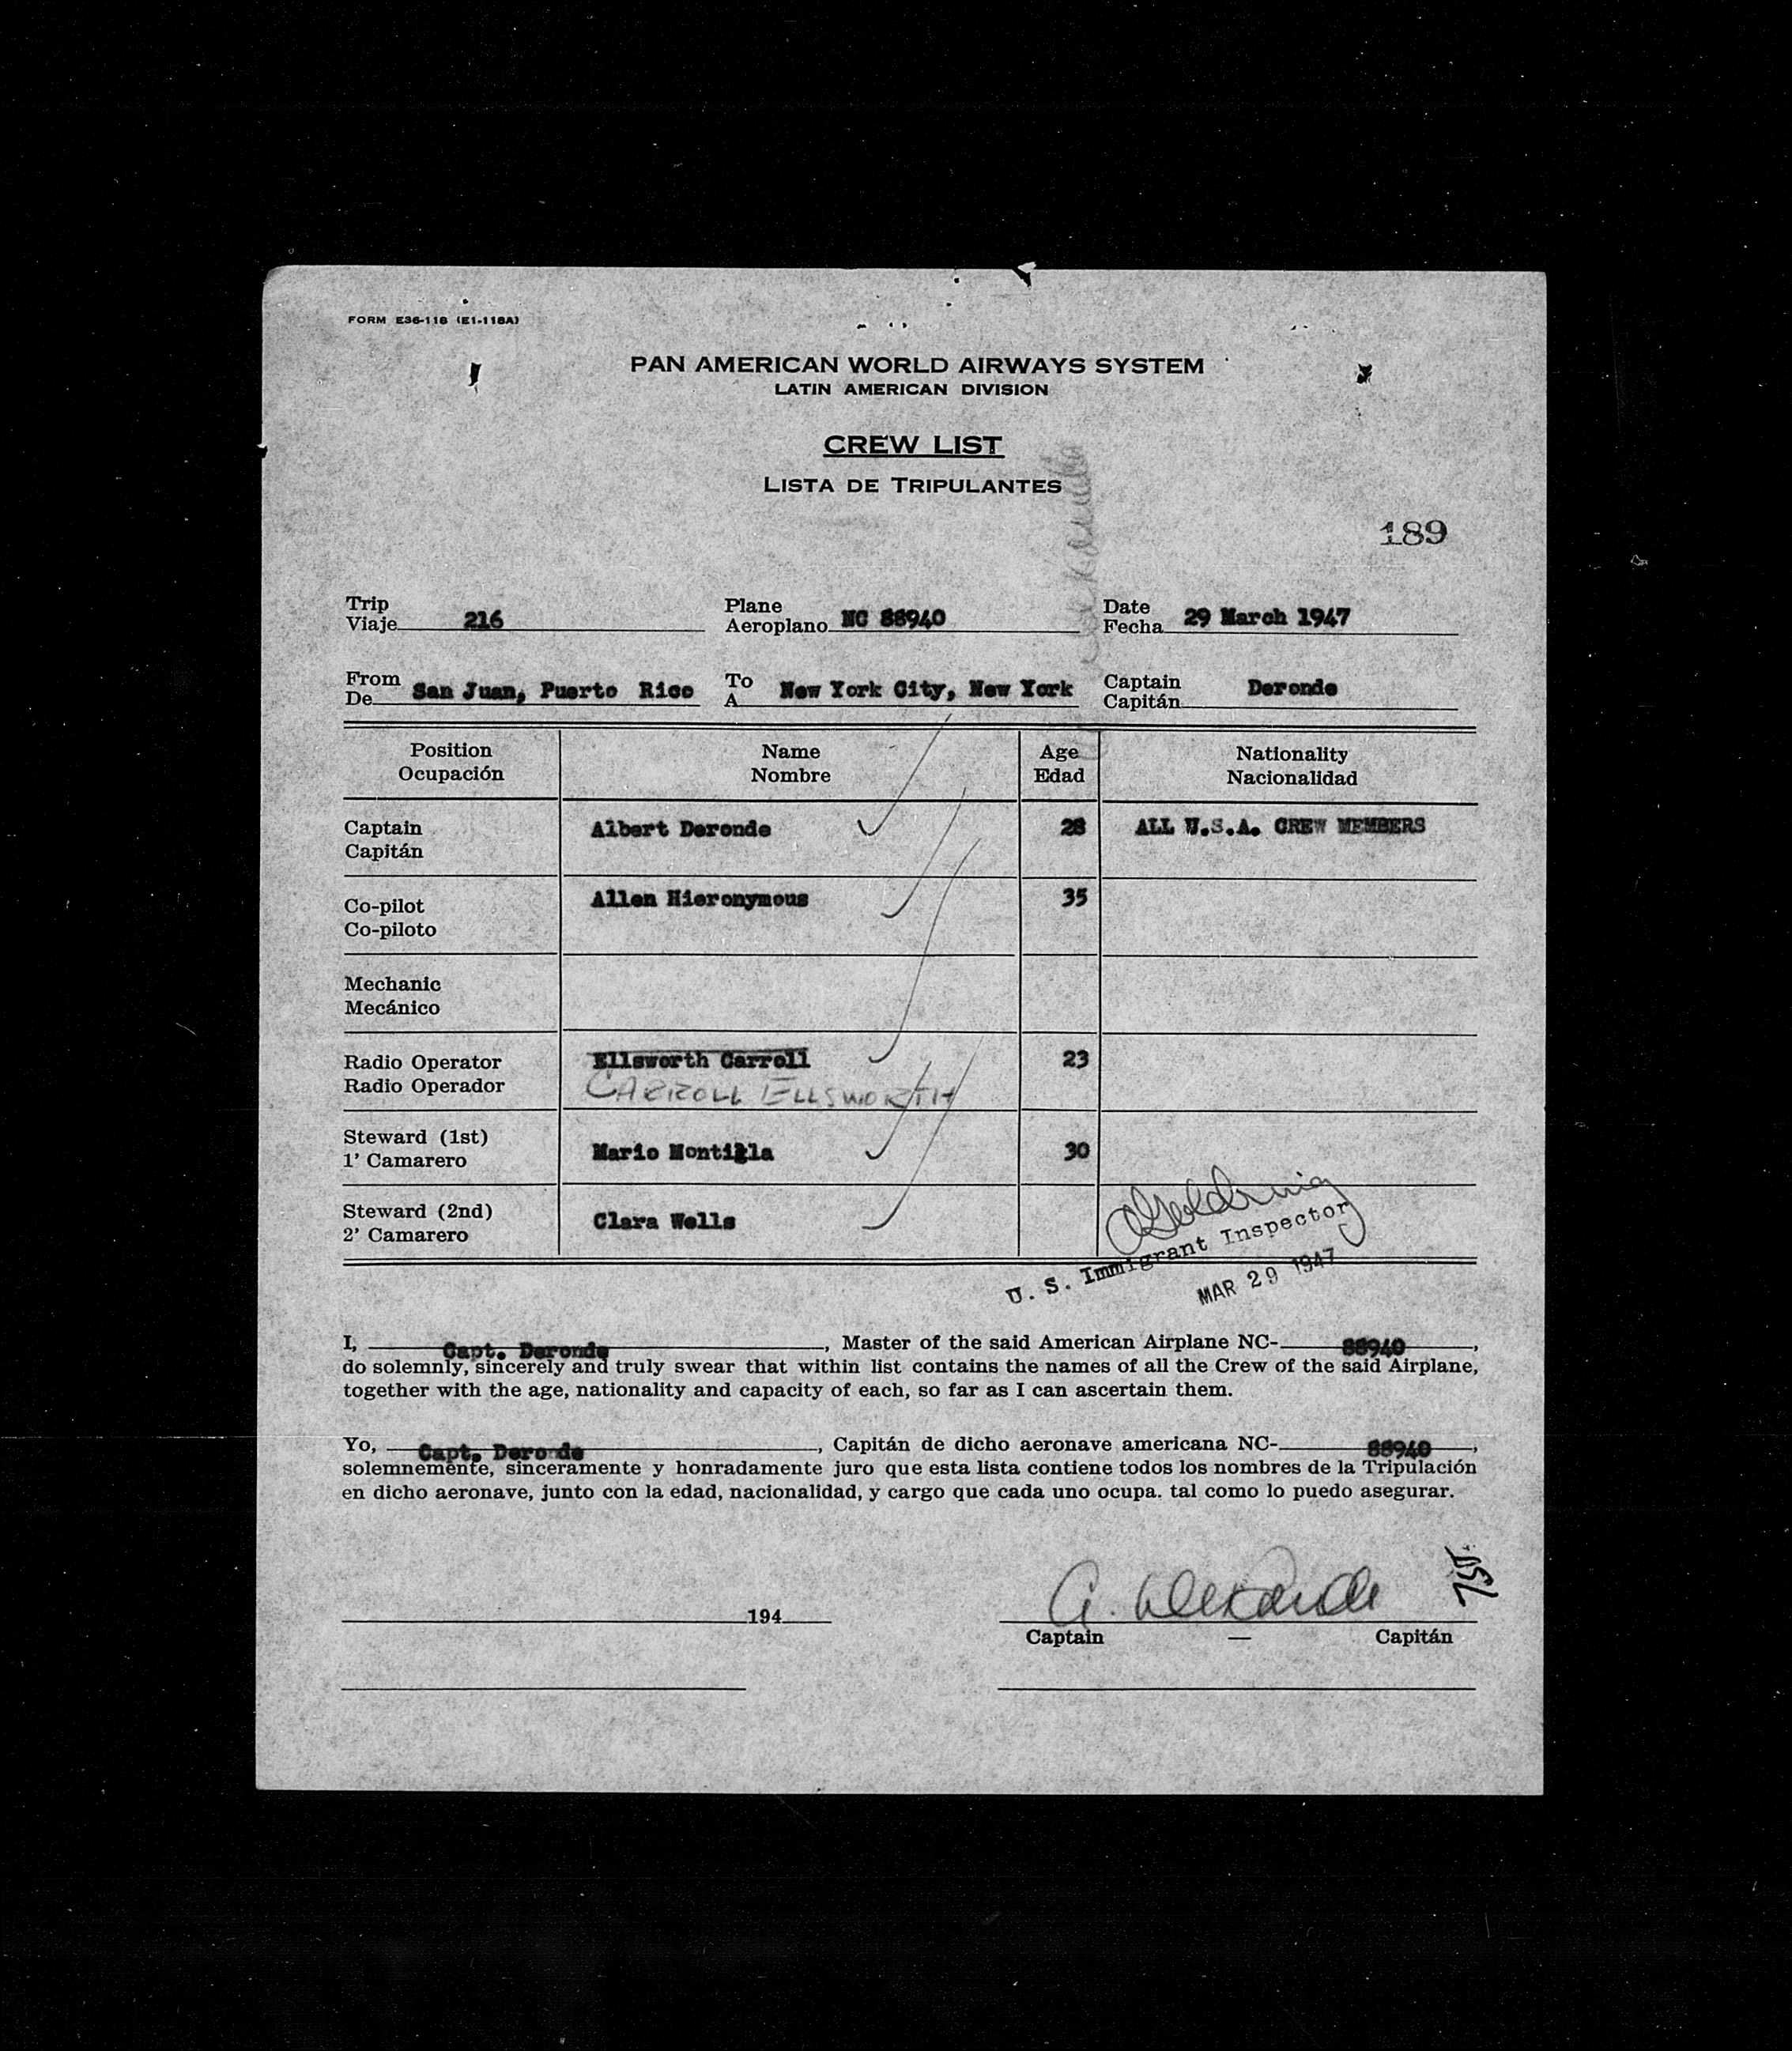 FORM E36-118 (E1-118A)
PAN AMERICAN WORLD AIRWAYS SYSTEM
LATIN AMERICAN DIVISION
CREW LIST
LISTA DE TRIPULANTES
189
Trip Viaje 216 Plane Aeroplano NC 88940 Date Fecha 29 March 1947
From De San Juan, Puerto Rico To A New York City, New York Captain Capitán Deronde
Position Name Age Nationality
Ocupación Nombre Edad Nacionalidad
Captain Albert Deronde 28 ALL U.S.A. CREW MEMBERS
Capitán
Co-pilot Allen Hieronymous 35
Co-piloto
Mechanic
Mecánico
Radio Operator Ellsworth Carroll 23
Radio Operador CARROLL ELLSWORTH
Steward (1st) Mario Montilla 30
1' Camarero
Steward (2nd) Clara Wells
2' Camarero
U. S. Immigrant Inspector
MAR 29 1947
I, Capt. Deronde, Master of the said American Airplane NC- 88940,
do solemnly, sincerely and truly swear that within list contains the names of all the Crew of the said Airplane,
together with the age, nationality and capacity of each, so far as I can ascertain them.
Yo, Capt. Deronde, Capitán de dicho aeronave americana NC- 88940,
solemnemente, sinceramente y honradamente juro que esta lista contiene todos los nombres de la Tripulación
en dicho aeronave, junto con la edad, nacionalidad, y cargo que cada uno ocupa. tal como lo puedo asegurar.
194
Captain — Capitán